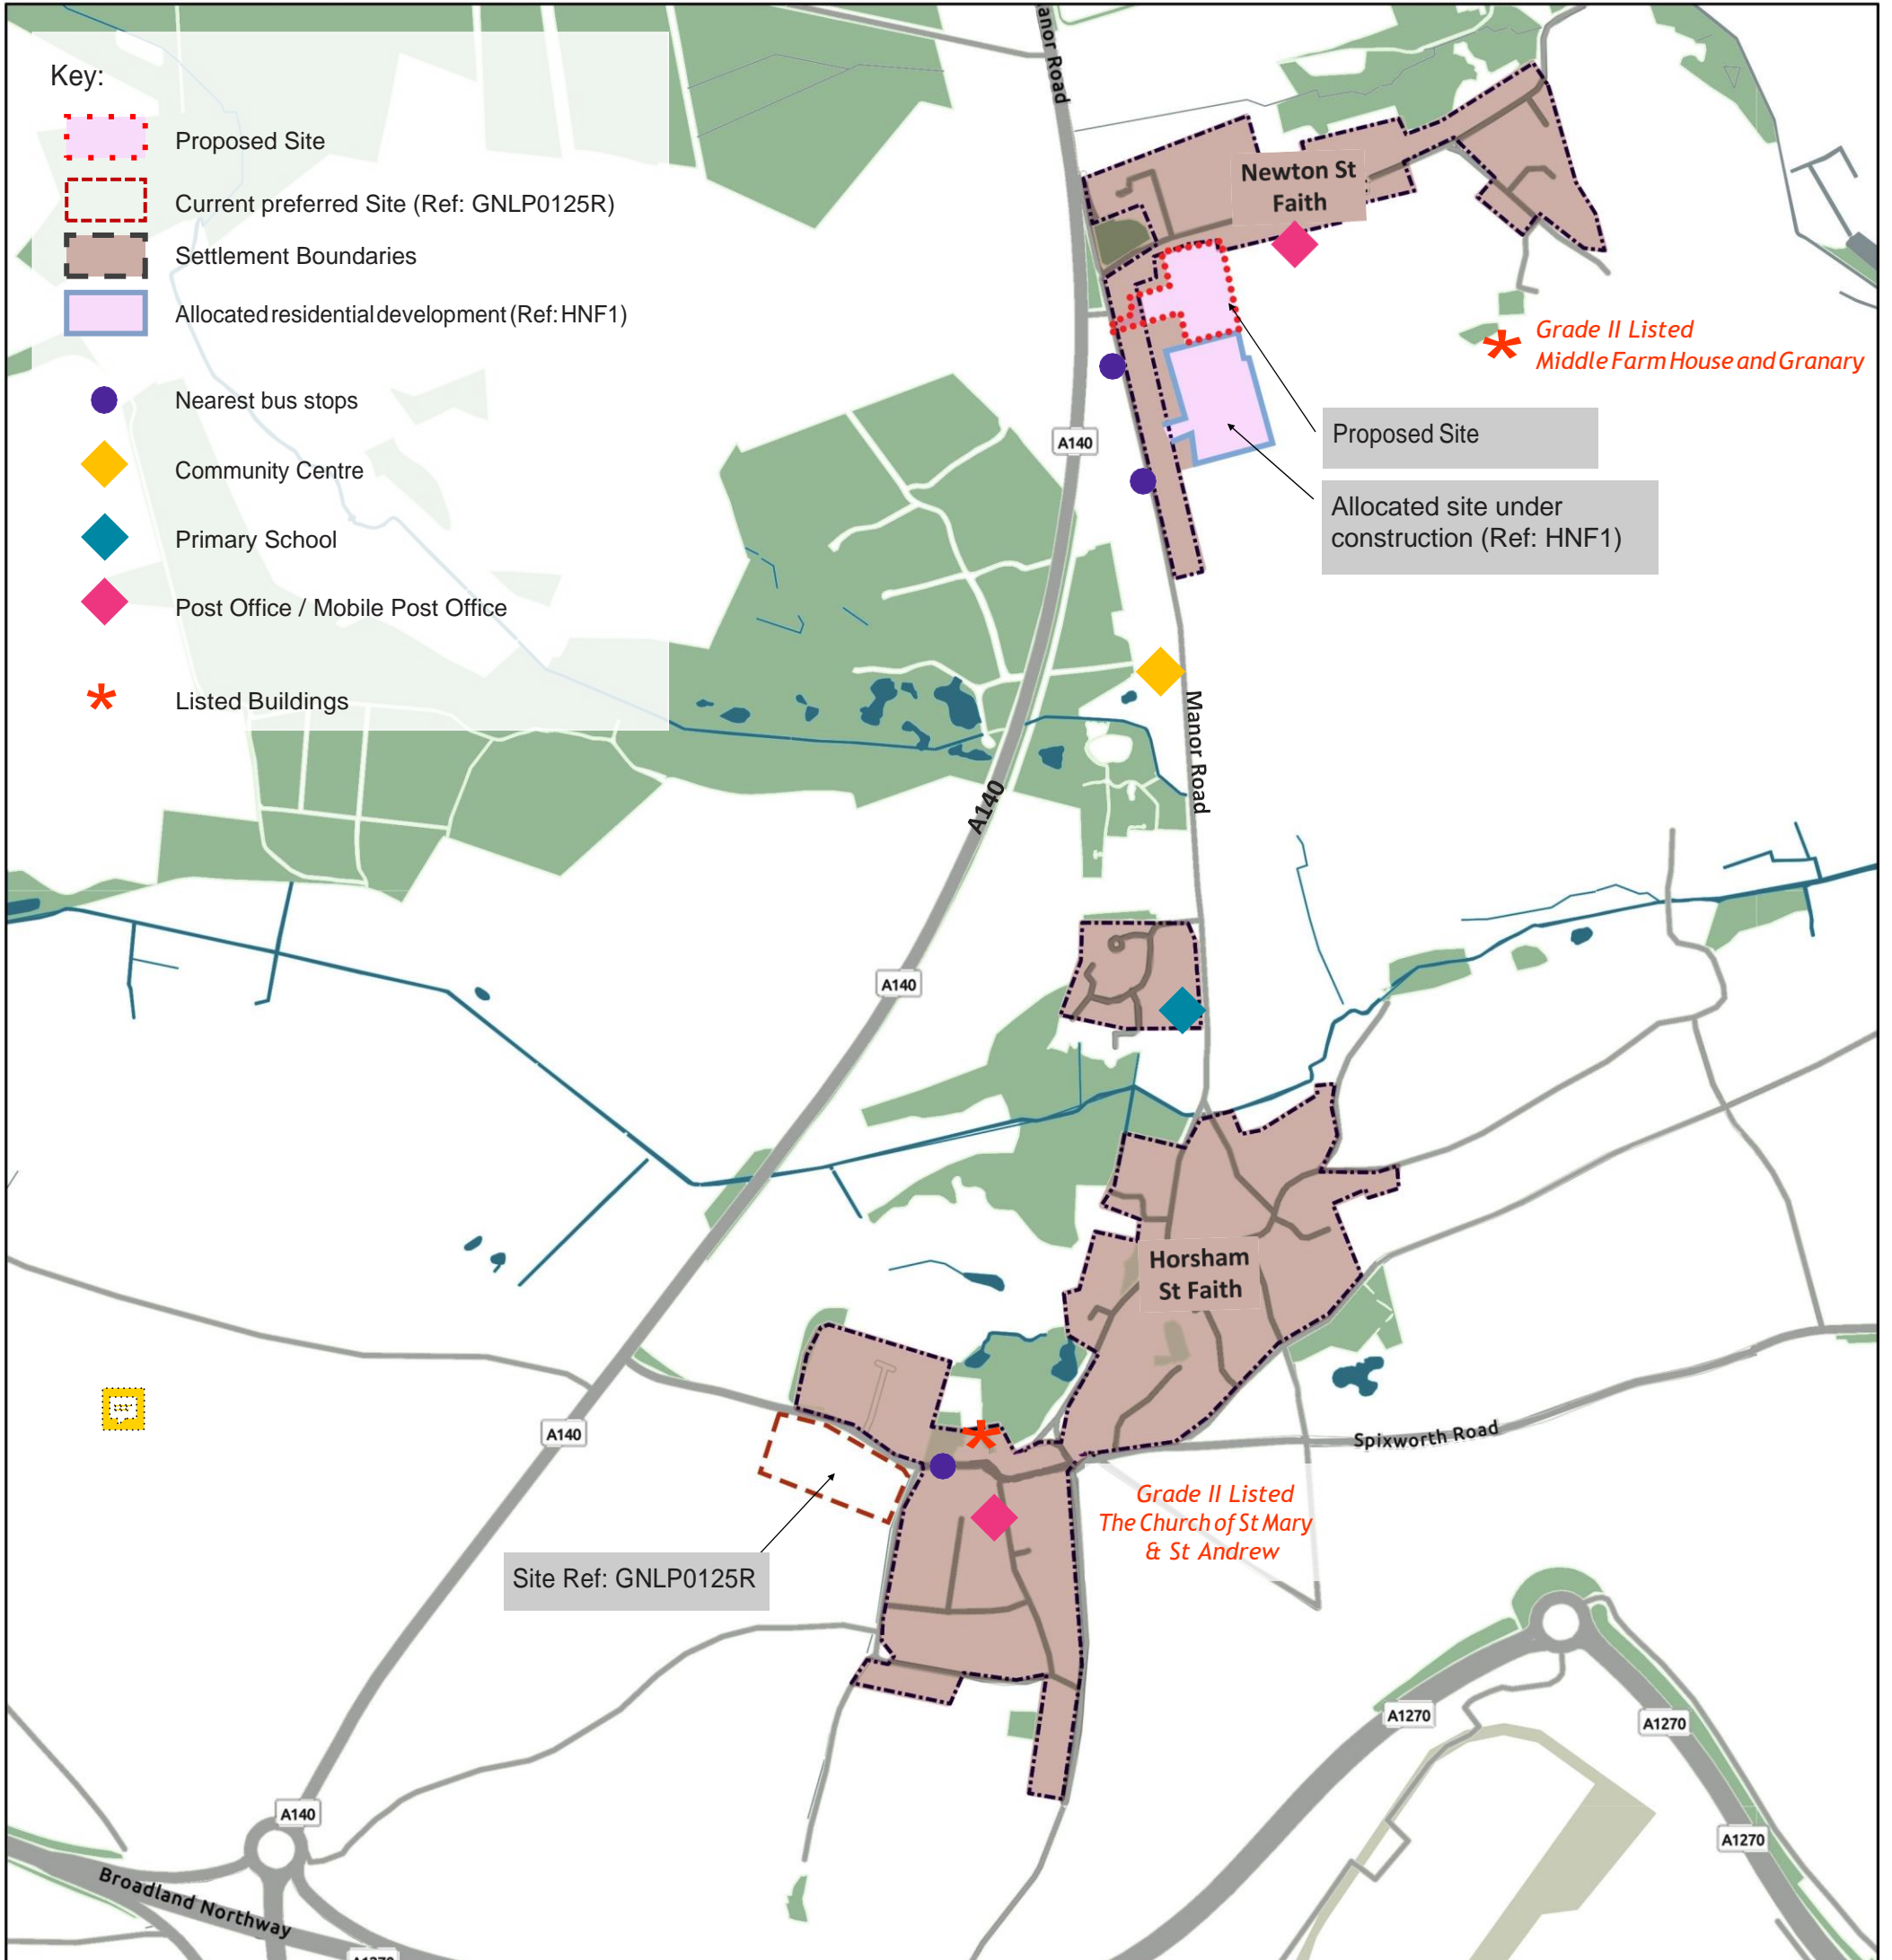 Key:
Proposed Site
Current preferred Site (Ref: GNLP0125R)
Settlement Boundaries
Allocated residential development (Ref: HNF1)
Nearest bus stops
Community Centre
Primary School
Post Office / Mobile Post Office
Listed Buildings
anor Road
Newton St
Faith
Grade II Listed
Middle Farm House and Granary
Proposed Site
A140
Allocated site under
construction (Ref: HNF1)
Manor Road
A140
A140
Horsham
St Faith
A140
Spixworth Road
Grade II Listed
The Church of St Mary
& St Andrew
Site Ref: GNLP0125R
A1270
A1270
A140
A1270
Broadland Northway